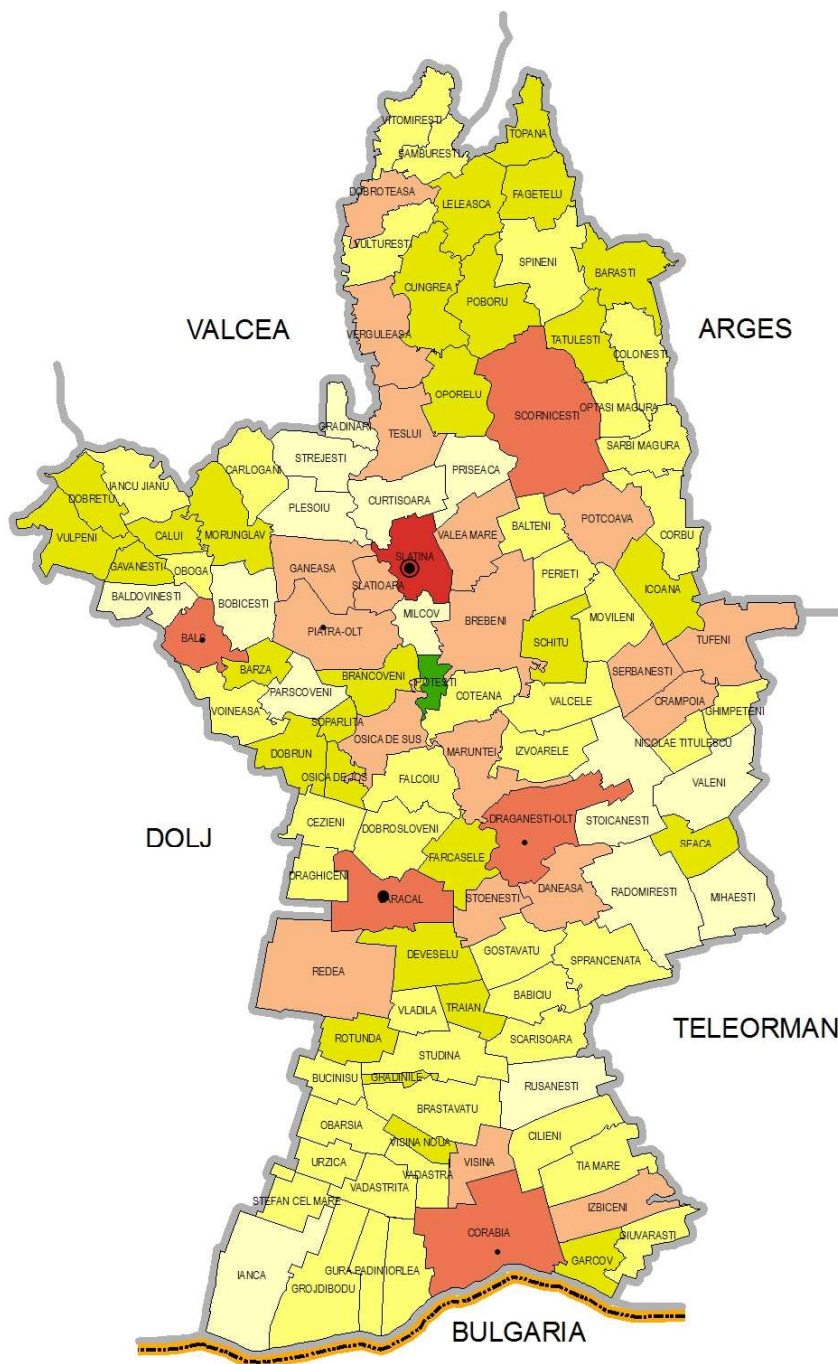 TOPANA
VITOMIRESTI
SAMBURESTI
DOBROTEASA
LELEASCA
FAGETELU
VULTURESTI
SPINENI
BARASTI
CUNGREA
POBORU
VALCEA
ARGES
VERGULEASA
TATULESTI
COLONESTI
OPORELU
SCORNICESTI
OPTASI MAGURA
GRADINARI
TESLUI
SARBI MAGURA
STREJESTI
PRISEACA
CARLOGANI
IANCU JIANU
DOBRETU
PLESOIU
CURTISOARA
BALTENI
POTCOAVA
VULPENI
CALUI
MORUNGLAV
VALEA MARE
CORBU
SLATINA
GAVANESTI
OBOGA
GANEASA
PERIETI
SLATIOARA
ICOANA
BALDOVINESTI
BOBICESTI
MILCOV
BREBENI
MOVILENI
BALS
PIATRA-OLT
SCHITU
TUFENI
BARZA
BRANCOVENI
SERBANESTI
PARSCOVENI
COTEANA
VALCELE
CRAMPOIA
VOINEASA
SOPARLITA
GHIMPETENI
OSICA DE SUS
MARUNTEI
IZVOARELE
NICOLAE TITULESCU
DOBRUN
OSICA DE JOS
FALCOIU
VALENI
DOLJ
CEZIENI
DOBROSLOVENI
DRAGANESTI-OLT
STOICANESTI
FARCASELE
SEACA
DRAGHICENI
DANEASA
RADOMIRESTI
MIHAESTI
CARACAL
STOENESTI
DEVESELU
GOSTAVATU
SPRANCENATA
REDEA
BABICIU
VLADILA
TRAIAN
TELEORMAN
ROTUNDA
SCARISOARA
STUDINA
BUCINISU
GRADINILE
RUSANESTI
BRASTAVATU
OBARSIA
VISINA NOUA
CILIENI
URZICA
VADASTRA
VISINA
TIA MARE
VADASTRITA
STEFAN CEL MARE
IZBICENI
CORABIA
GIUVARASTI
IANCA
GARCOV
GURA PADINII
ORLEA
GROJDIBODU
BULGARIA